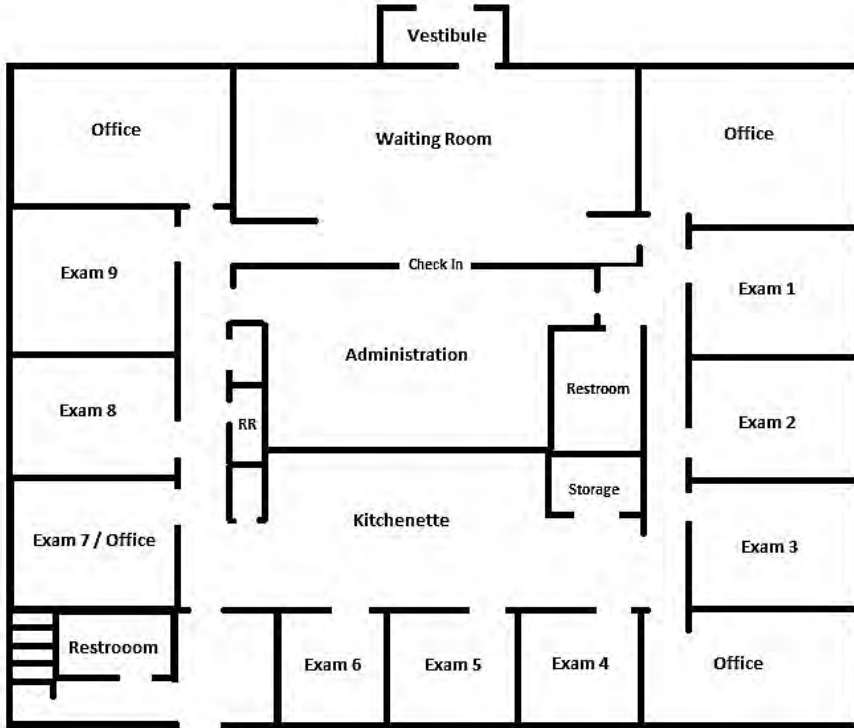 Vestibule
Office
Waiting Room
Office
Check In
Exam 9
Exam 1
Administration
Exam 8
RR
Restroom
Exam 2
Storage
Exam 7 / Office
Kitchenette
Exam 3
Restrooom
Exam 6
Exam 5
Exam 4
Office